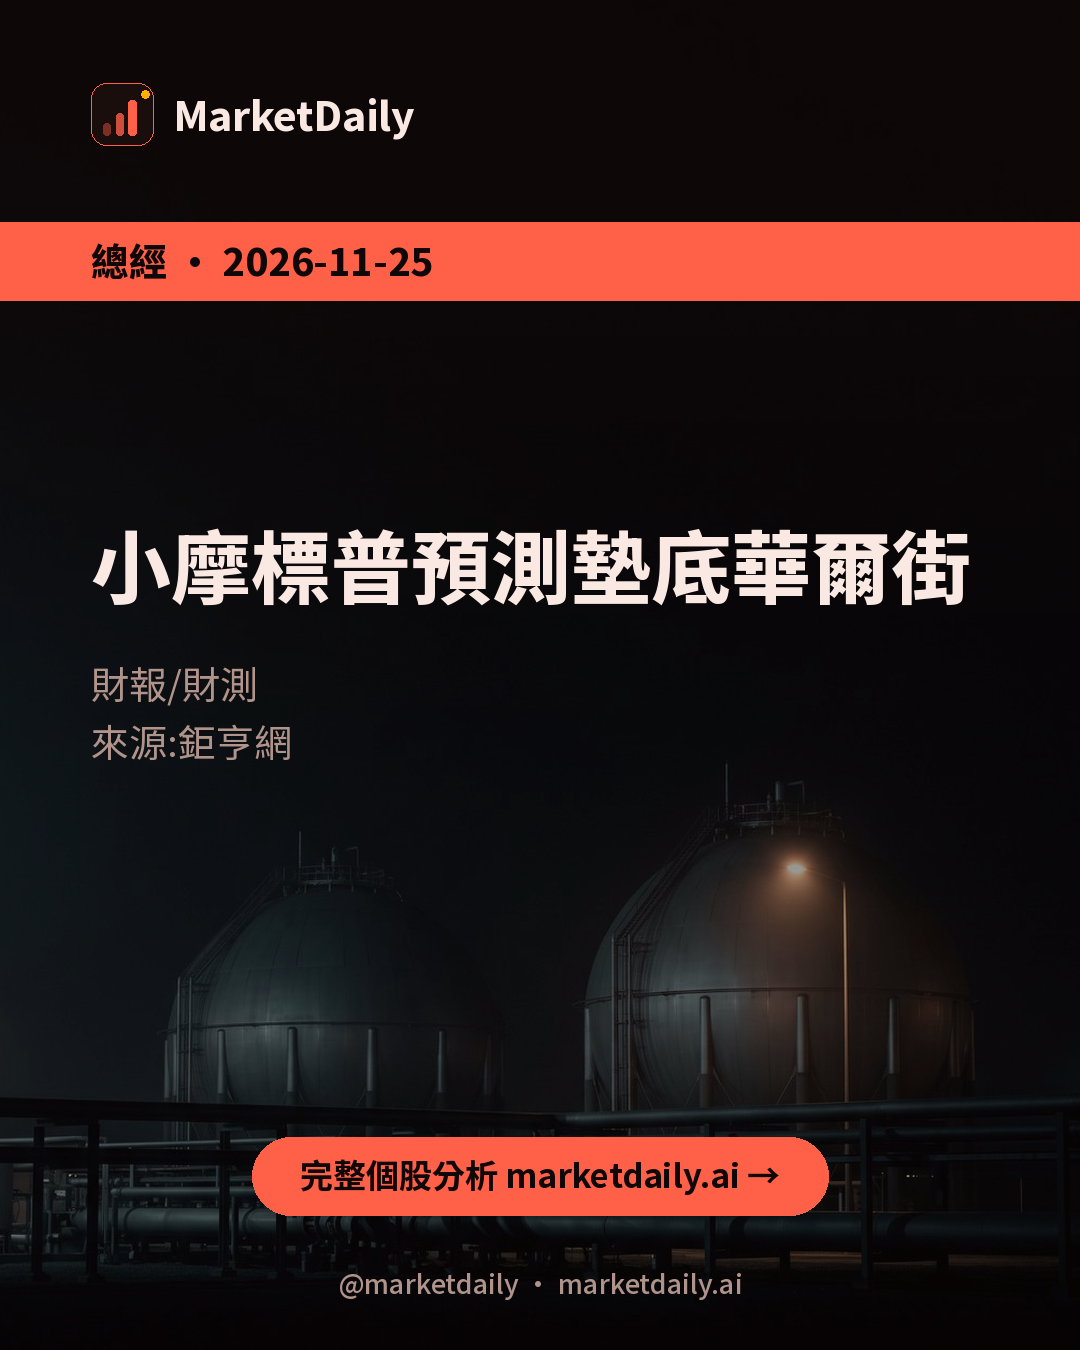 MarketDaily
總經 • 2026-11-25
小摩標普預測墊底華爾街
財報/財測
來源:鉅亨網
完整個股分析 marketdaily.ai →
@marketdaily • marketdaily.ai